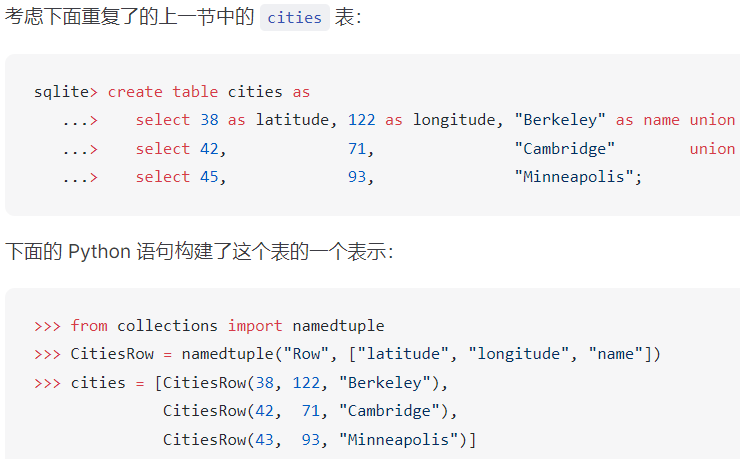 考虑下面重复了的上一节中的 cities 表：
sqlite> create table cities as
   ...>    select 38 as latitude, 122 as longitude, "Berkeley" as name union
   ...>    select 42,             71,               "Cambridge"        union
   ...>    select 45,             93,               "Minneapolis";
下面的 Python 语句构建了这个表的一个表示：
>>> from collections import namedtuple
>>> CitiesRow = namedtuple("Row", ["latitude", "longitude", "name"])
>>> cities = [CitiesRow(38, 122, "Berkeley"),
              CitiesRow(42,  71, "Cambridge"),
              CitiesRow(43,  93, "Minneapolis")]